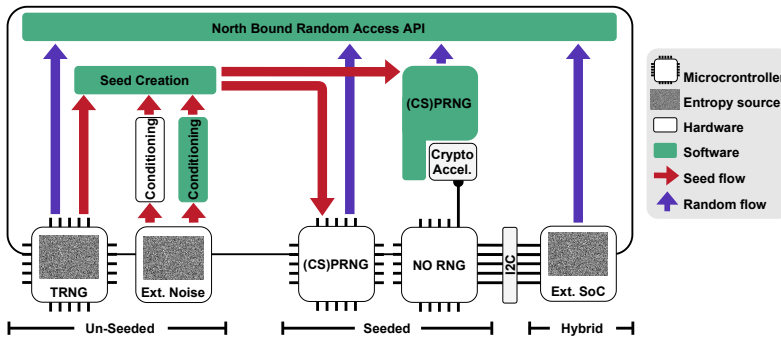 North Bound Random Access API
Seed Creation
(CS)PRNG
Conditioning
Conditioning
Crypto
Accel.
TRNG
Ext. Noise
(CS)PRNG
NO RNG
I2C
Ext. SoC
Un-Seeded
Seeded
Hybrid
Microcrontroller
Entropy source
Hardware
Software
Seed flow
Random flow